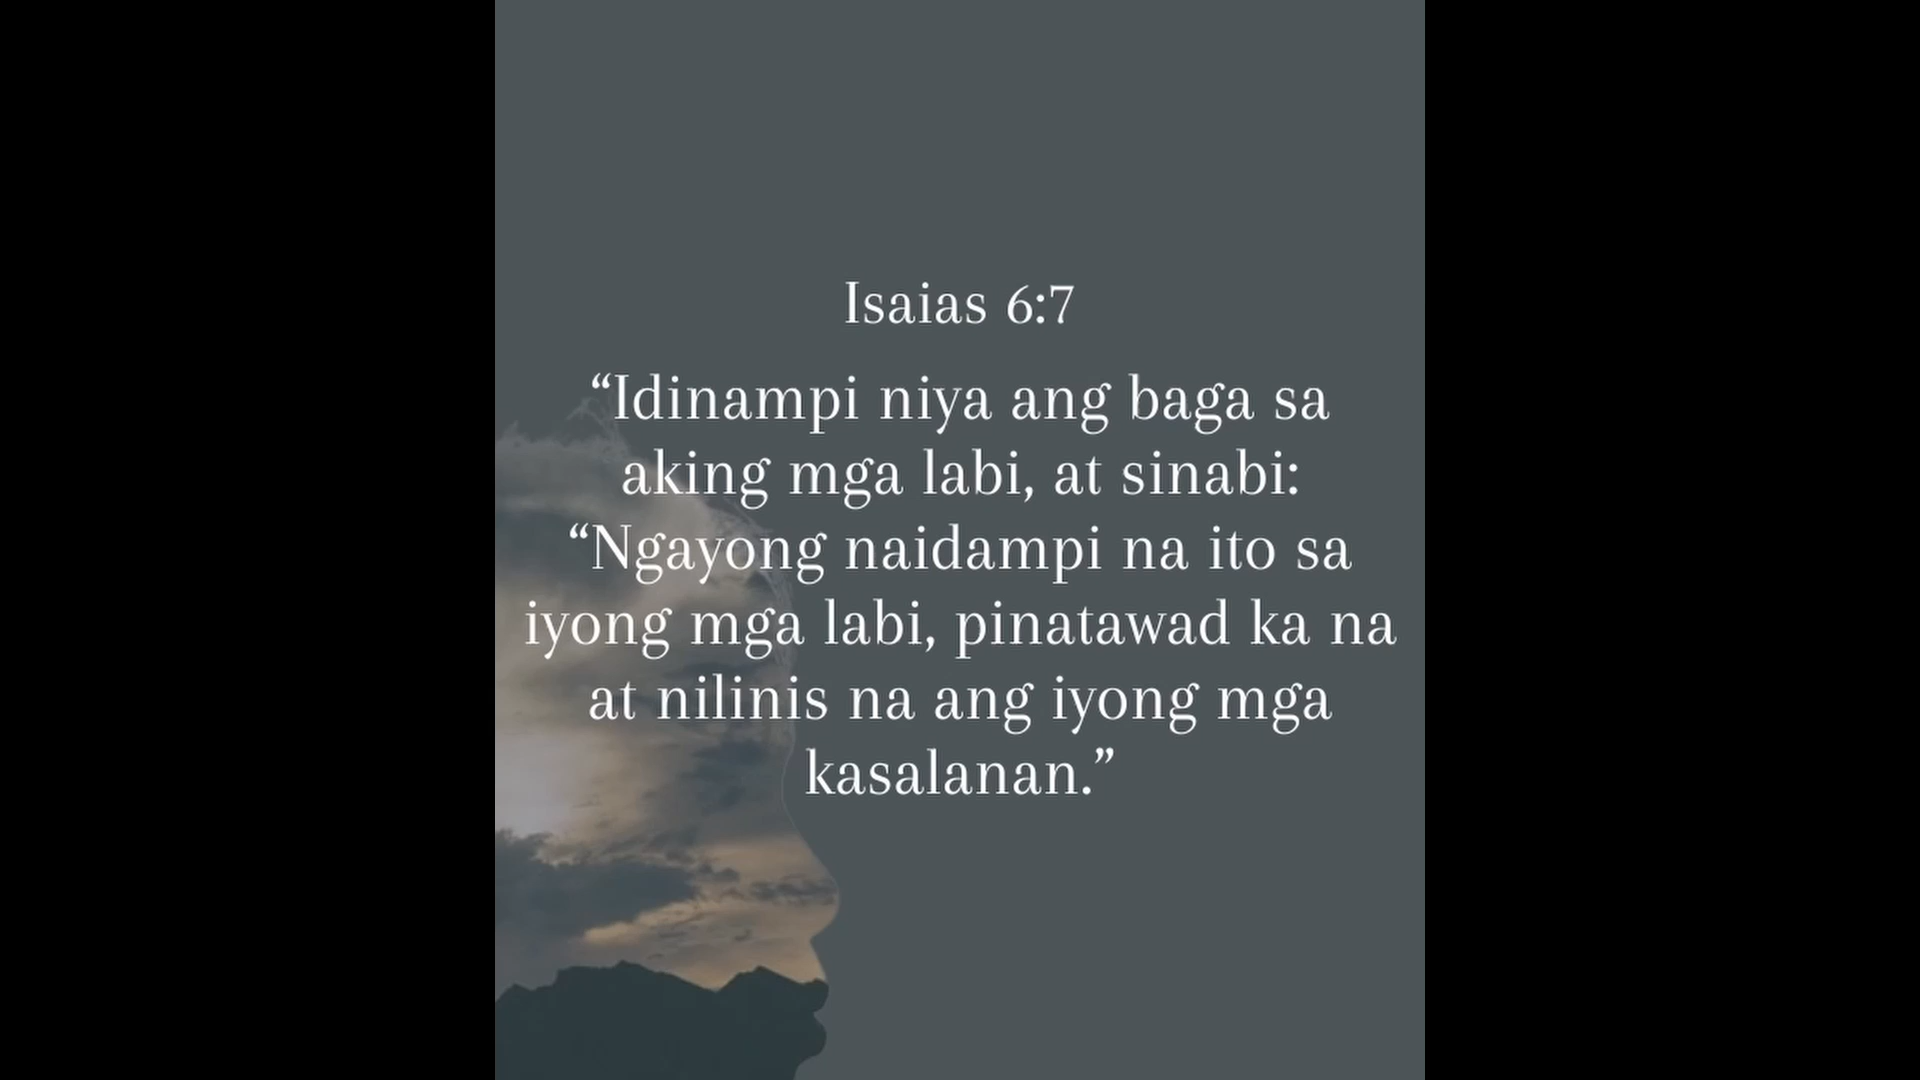 Isaias 6:7
“Idinampi niya ang baga sa
aking mga labi, at sinabi:
“Ngayong naidampi na ito sa
iyong mga labi, pinatawad ka na
at nilinis na ang iyong mga
kasalanan.”